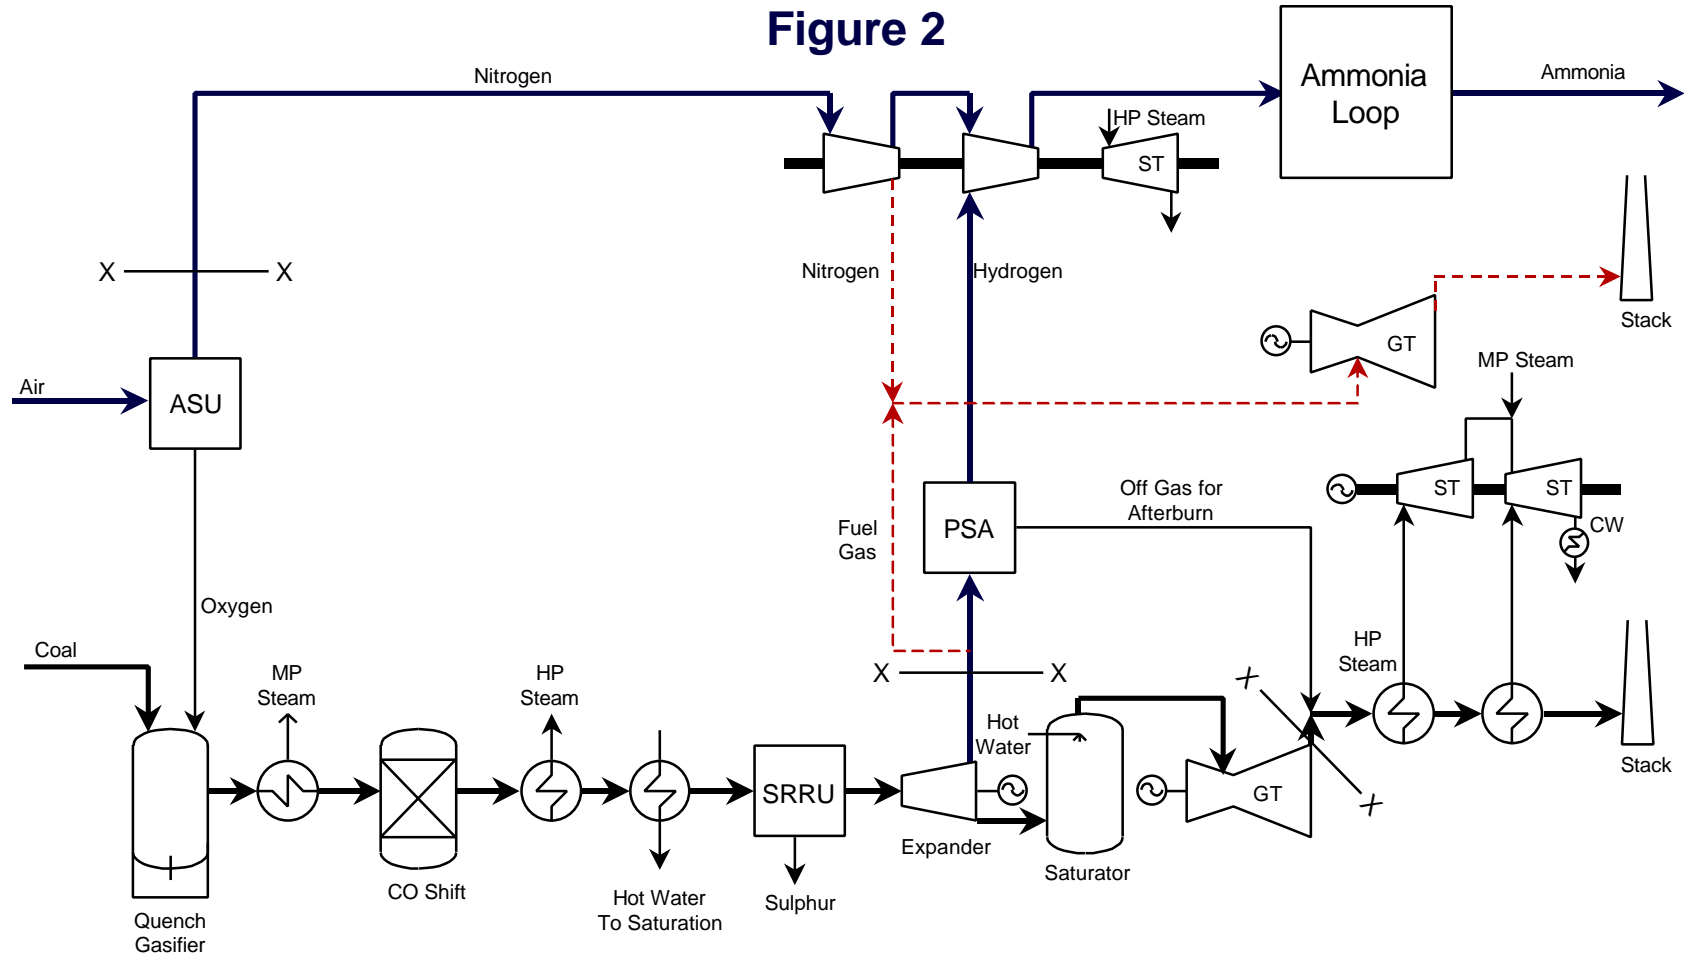 Figure 2
Nitrogen
Ammonia
Loop
Ammonia
HP Steam
ST
X
X
Nitrogen
Hydrogen
GT
Stack
MP Steam
Air
ASU
ST
ST
CW
Off Gas for
Afterburn
Fuel
Gas
PSA
Oxygen
Coal
MP
Steam
HP
Steam
HP
Steam
X
X
X
X
Hot
Water
SRRU
GT
Stack
Expander
Saturator
CO Shift
Hot Water
To Saturation
Sulphur
Quench
Gasifier